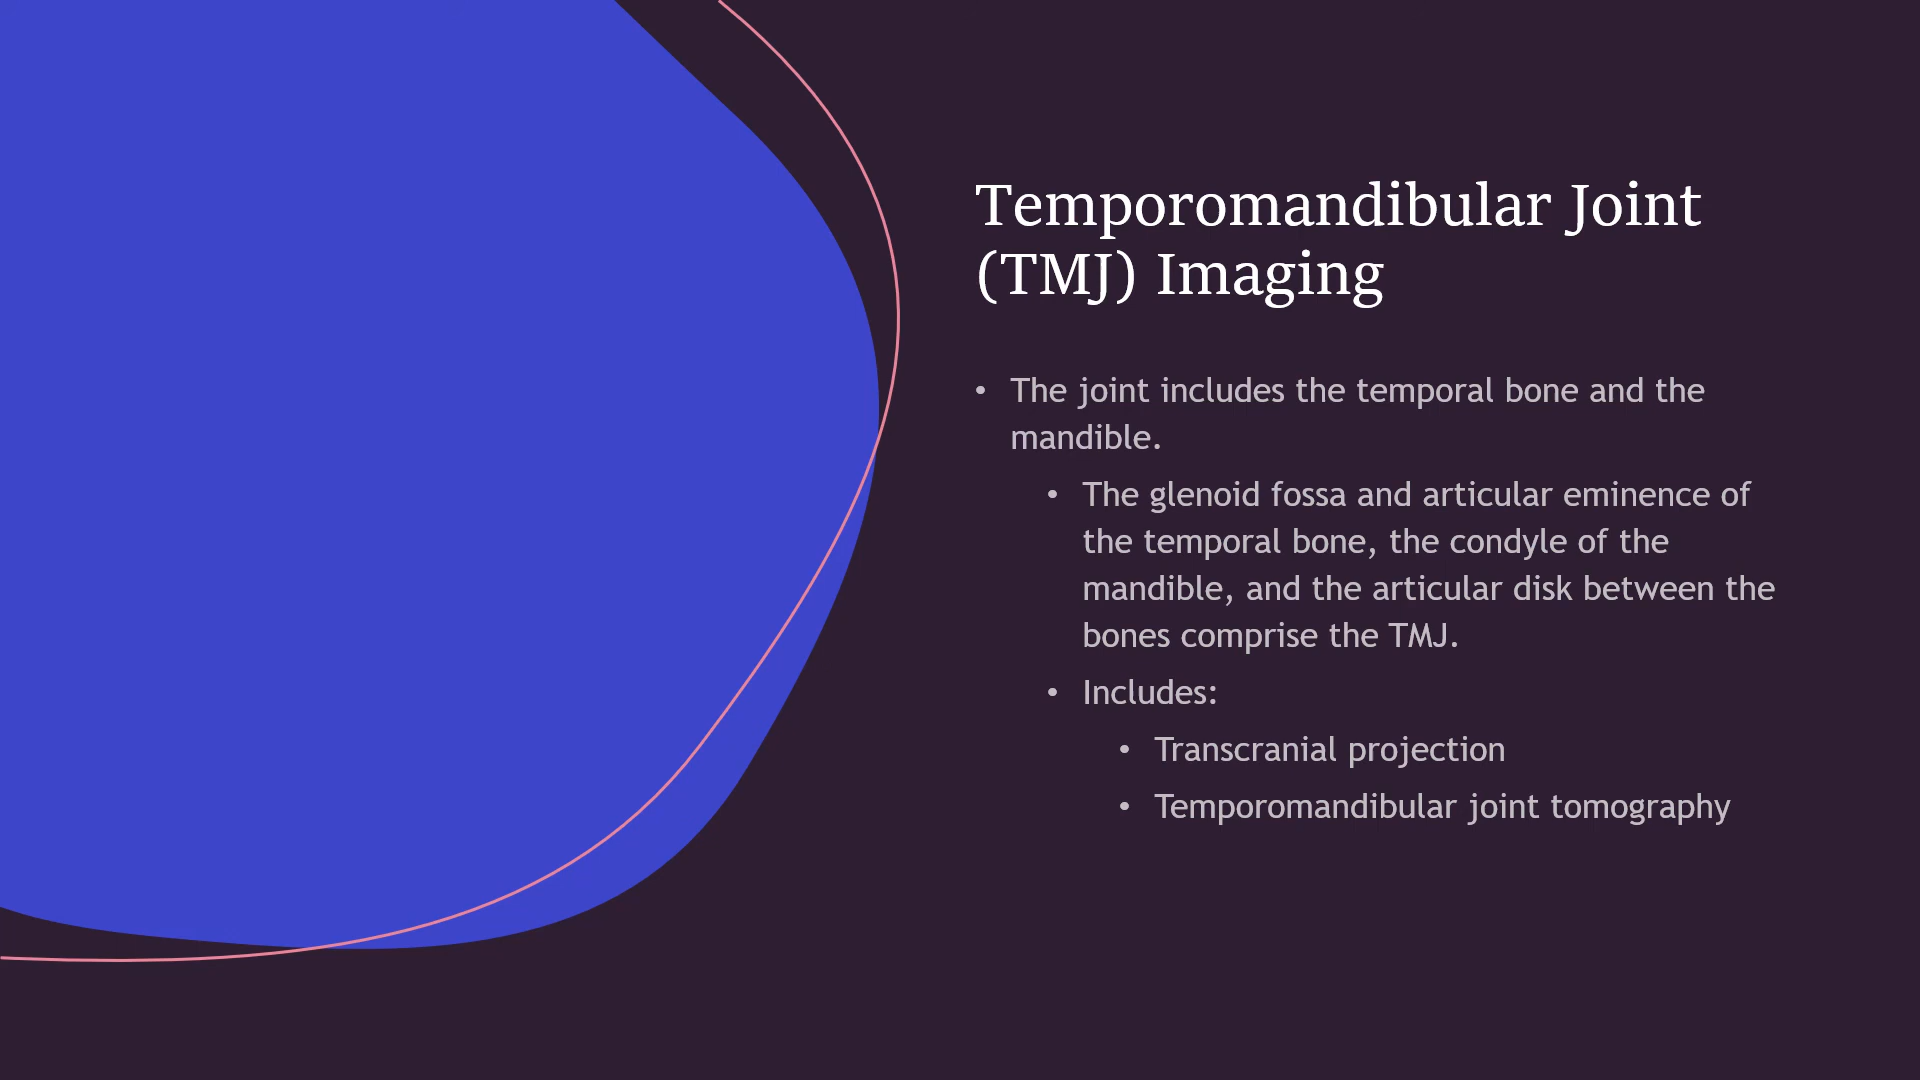 Temporomandibular Joint
(TMJ) Imaging
• The joint includes the temporal bone and the
mandible.
• The glenoid fossa and articular eminence of
the temporal bone, the condyle of the
mandible, and the articular disk between the
bones comprise the TMJ.
• Includes:
• Transcranial projection
• Temporomandibular joint tomography